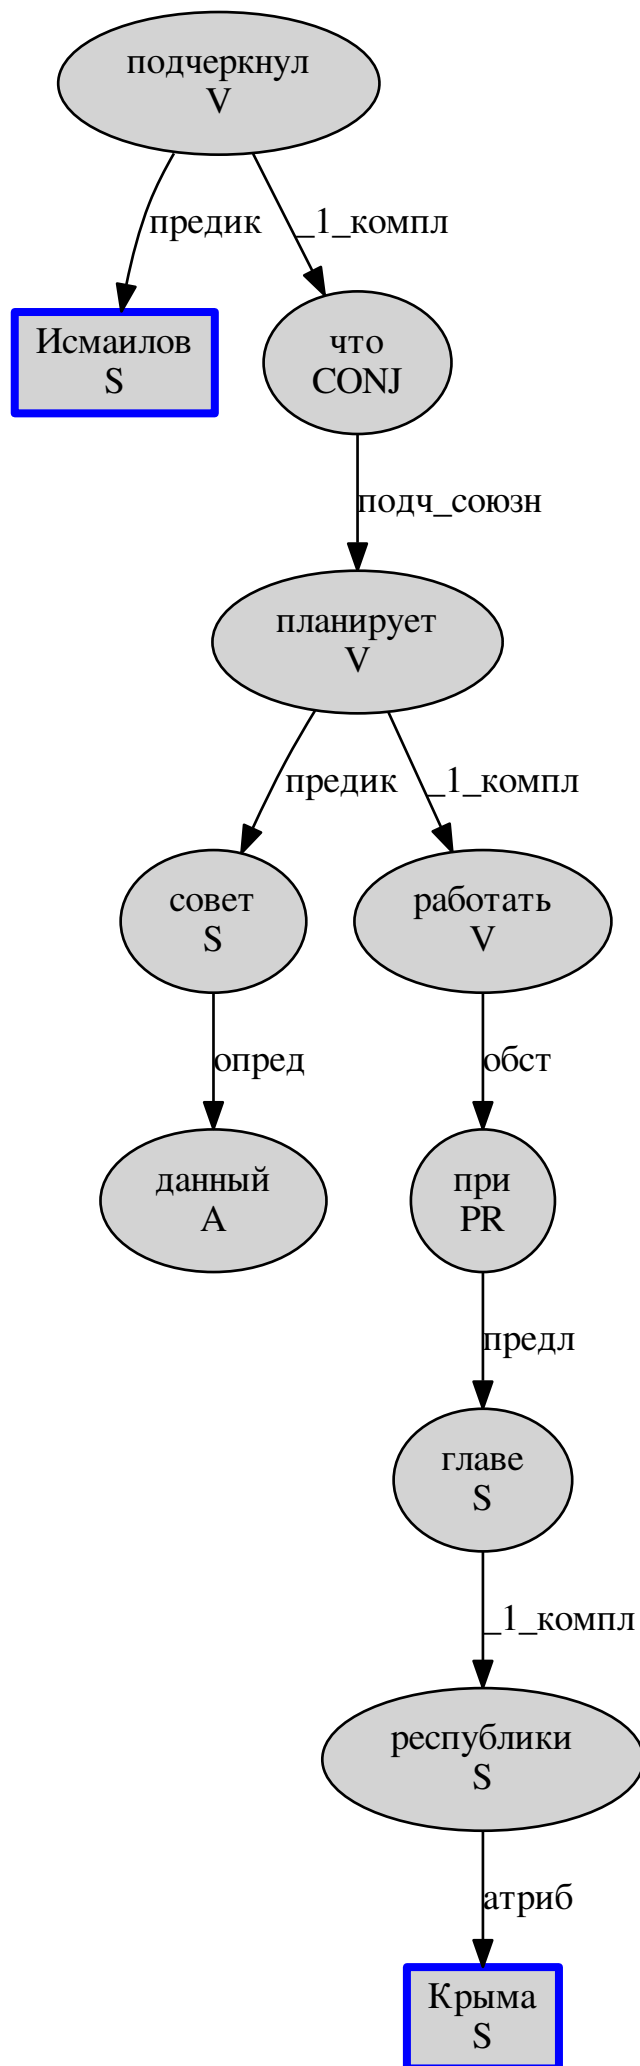 подчеркнул
V
предик
_1_компл
Исмаилов
S
что
CONJ
подч_союзн
планирует
V
предик
_1_компл
совет
S
работать
V
опред
обст
данный
A
при
PR
предл
главе
S
_1_компл
республики
S
атриб
Крыма
S